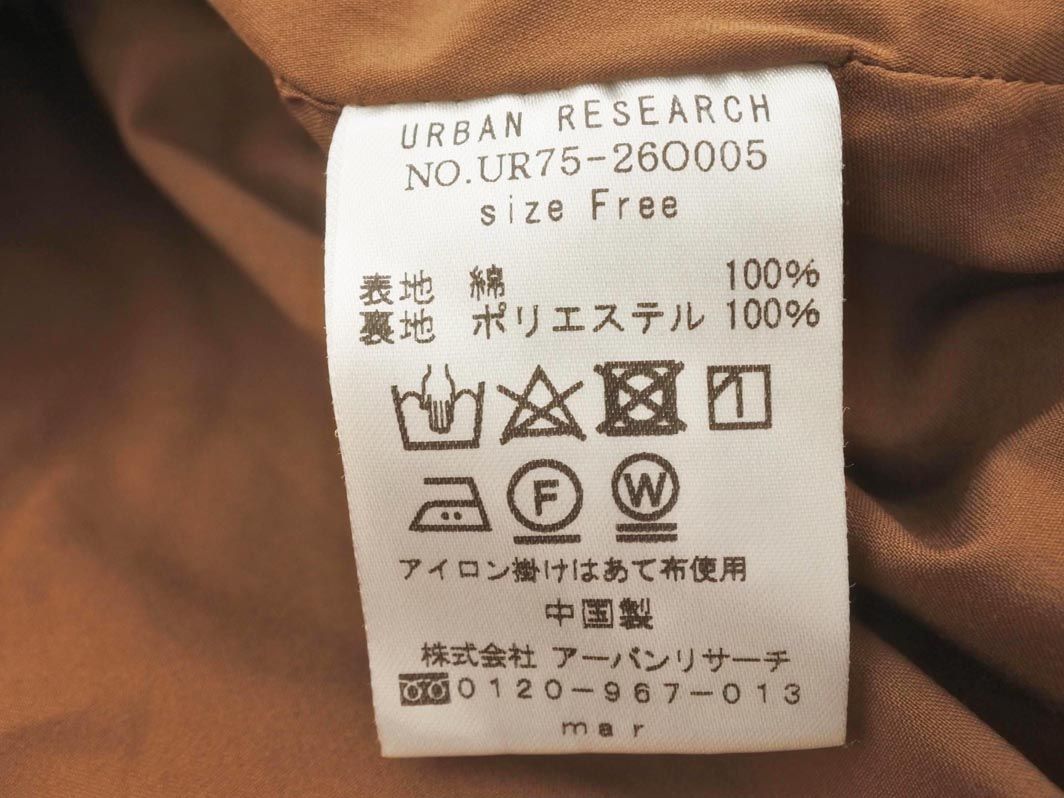 URBAN RESEARCH
NO.UR75-26O005
size Free
表地 綿 100%
裏地 ポリエステル 100%
F W
アイロン掛けはあて布使用
中国製
株式会社 アーバンリサーチ
0120-967-013
mar